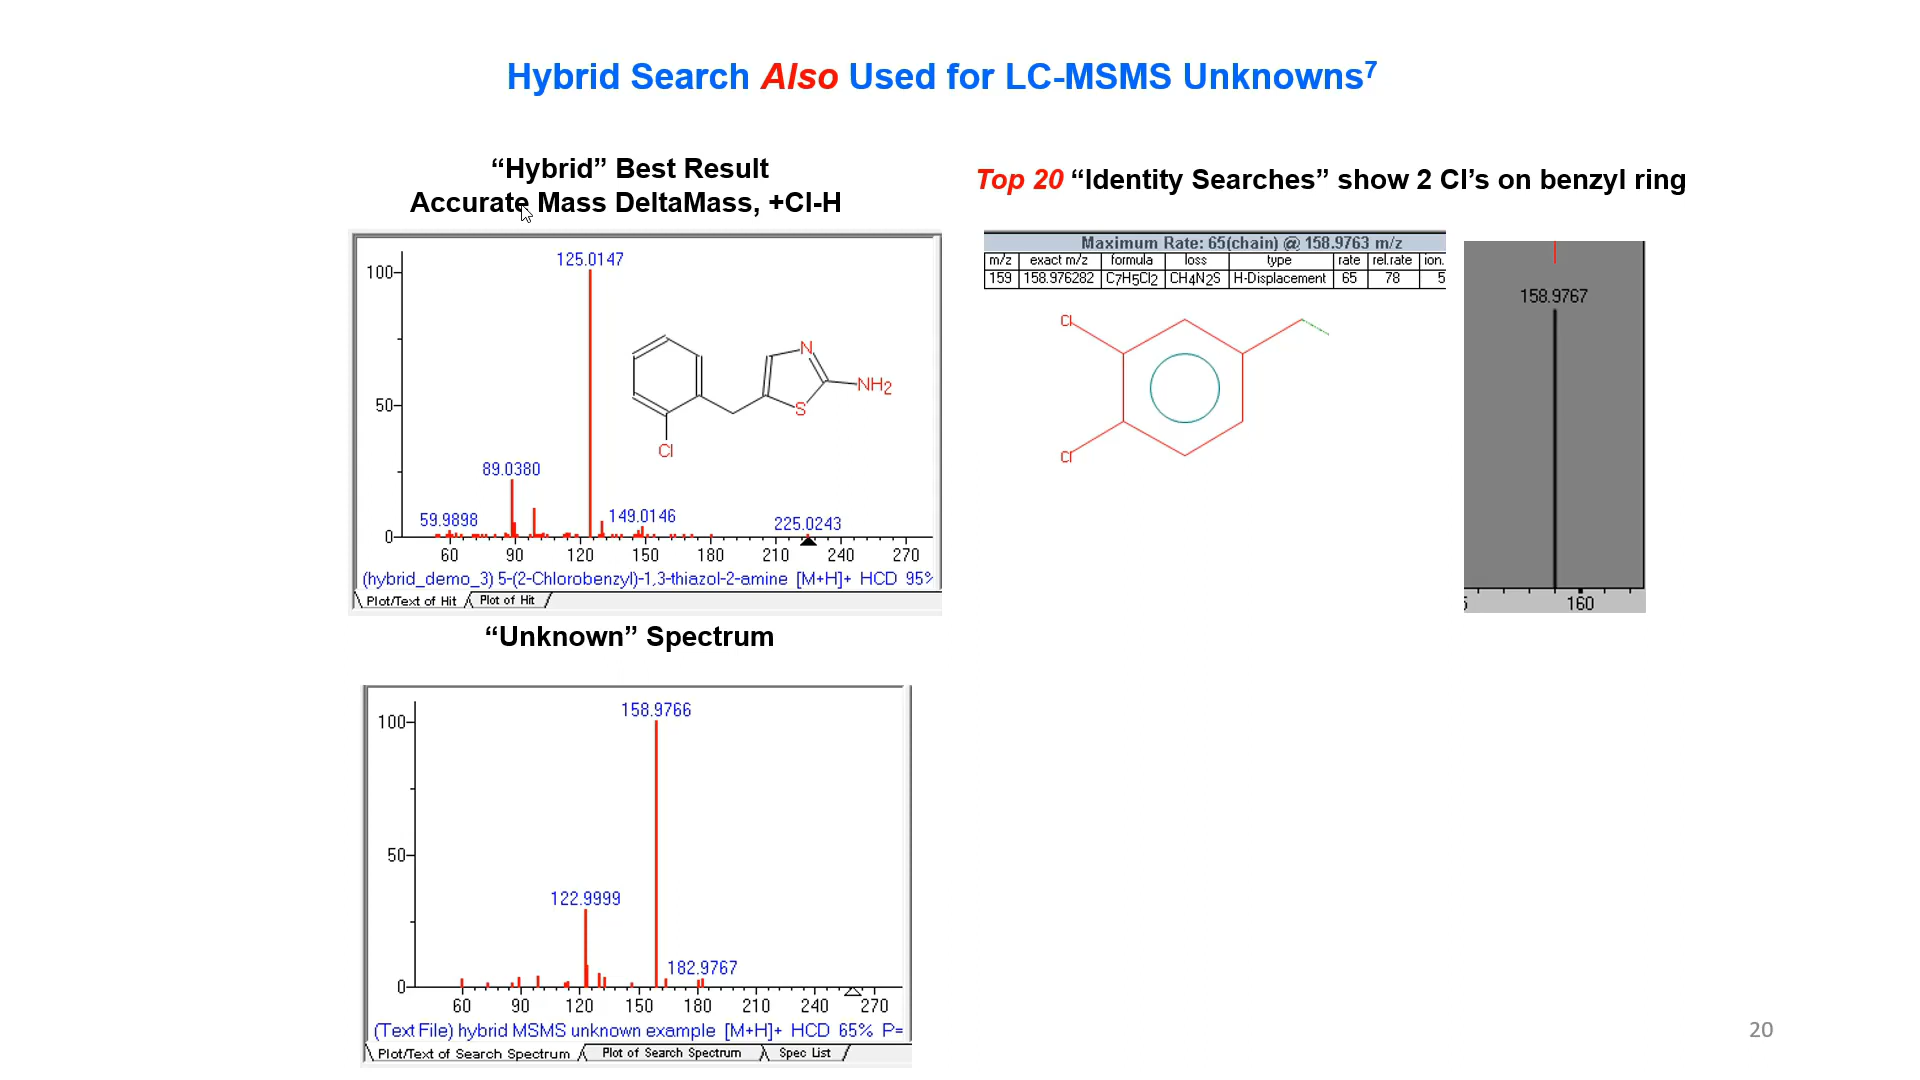 Hybrid Search Also Used for LC-MSMS Unknowns7
“Hybrid” Best Result
Accurate Mass DeltaMass, +Cl-H
Top 20 “Identity Searches” show 2 Cl’s on benzyl ring
125.0147
100
50
0
89.0380
59.9898
149.0146
225.0243
N
S
NH2
Cl
60 90 120 150 180 210 240 270
(hybrid_demo_3) 5-(2-Chlorobenzyl)-1,3-thiazol-2-amine [M+H]+ HCD 95%
Plot/Text of Hit Plot of Hit
Maximum Rate: 65(chain) @ 158.9763 m/z
m/z exact m/z formula loss type rate rel.rate ion.
159 158.976282 C7H5Cl2 CH4N2S H-Displacement 65 78 5
Cl
Cl
158.9767
160
“Unknown” Spectrum
158.9766
100
50
0
122.9999
182.9767
60 90 120 150 180 210 240 270
(Text File) hybrid MSMS unknown example [M+H]+ HCD 65% P=
Plot/Text of Search Spectrum Plot of Search Spectrum Spec List
20